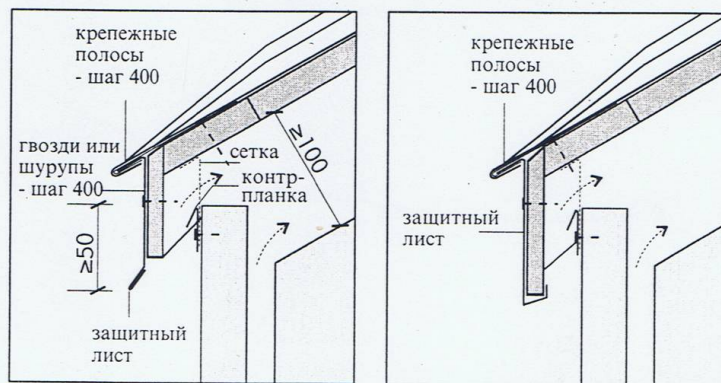 крепежные
полосы
- шаг 400
гвозди или
шурупы
- шаг 400
сетка
контр-
планка
≥100
≥50
защитный
лист
крепежные
полосы
- шаг 400
защитный
лист